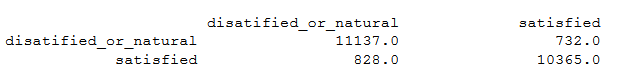 disatified_or_natural satisfied
disatified_or_natural 11137.0 732.0
satisfied 828.0 10365.0